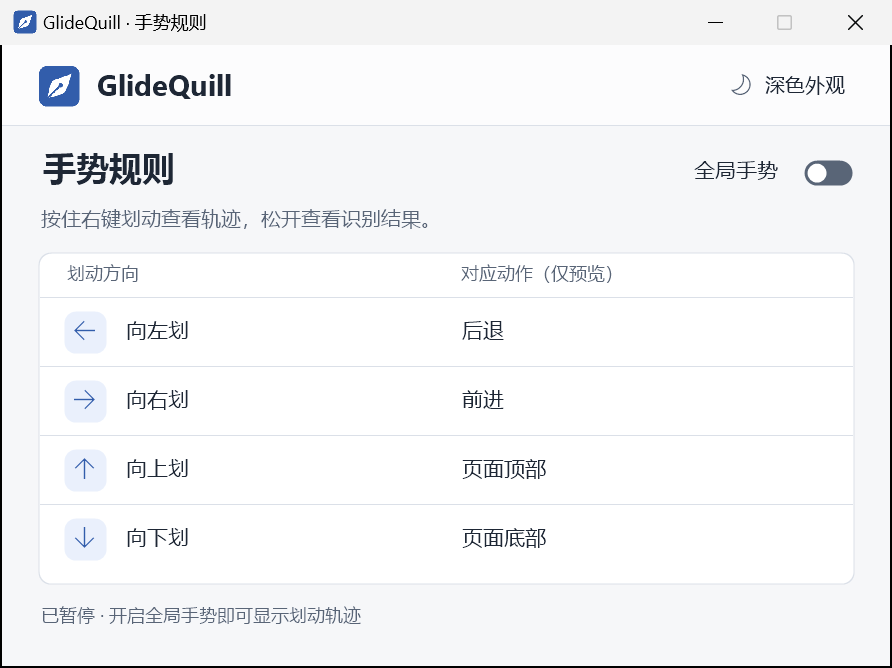 GlideQuill · 手势规则
GlideQuill
深色外观
手势规则
全局手势
按住右键划动查看轨迹，松开查看识别结果。
划动方向
对应动作（仅预览）
向左划
后退
向右划
前进
向上划
页面顶部
向下划
页面底部
已暂停 · 开启全局手势即可显示划动轨迹